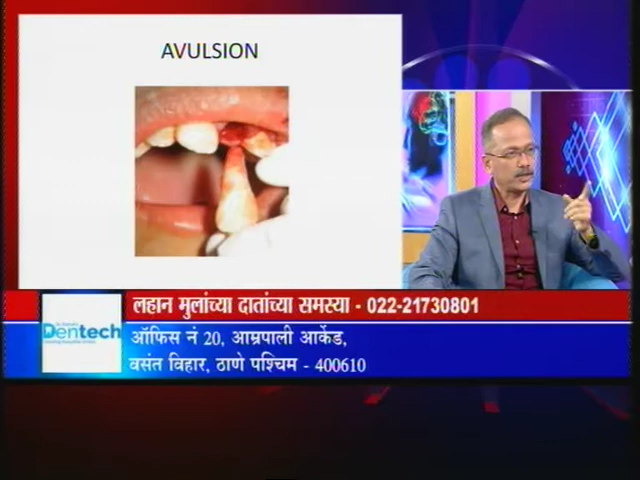 AVULSION
लहान मुलांच्या दातांच्या समस्या - 022-21730801
Dentech
ऑफिस नं 20, आम्रपाली आर्केड,
वसंत विहार, ठाणे पश्चिम - 400610